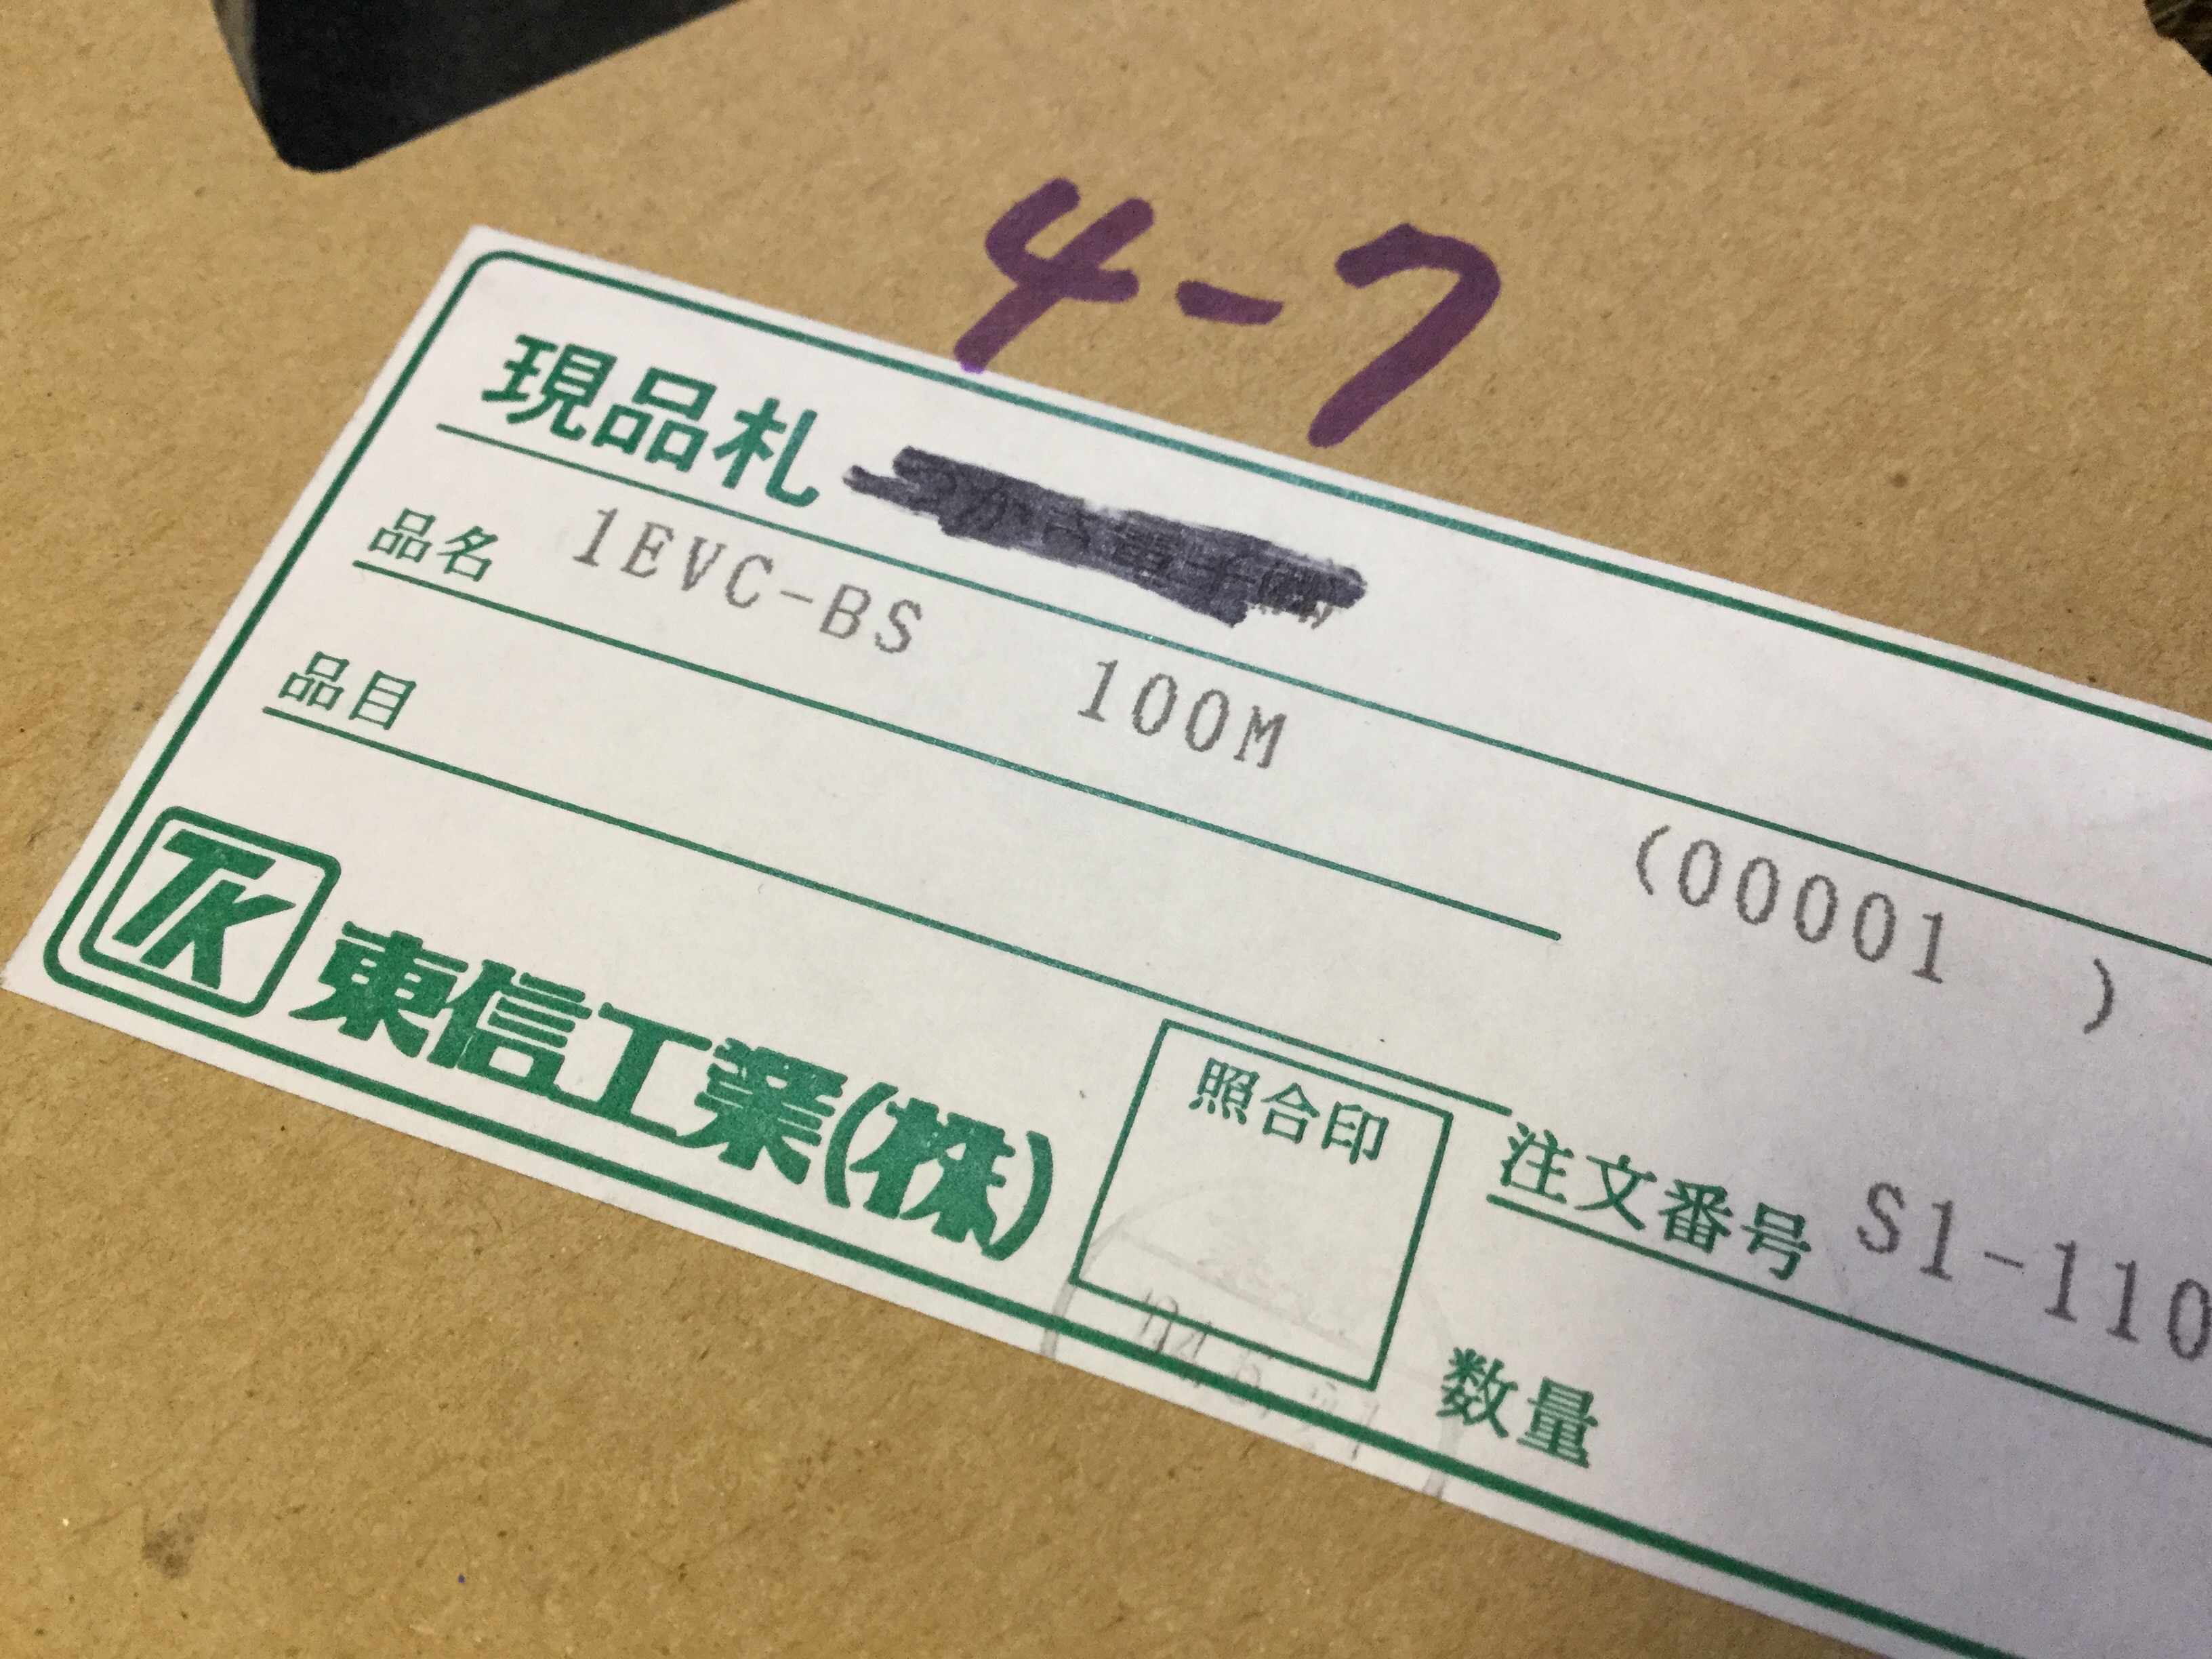 4-7
現品札
品名 1EVC-BS 100M
(00001 )
品目
TK 東信工業(株)
照合印
注文番号 S1-110
数量